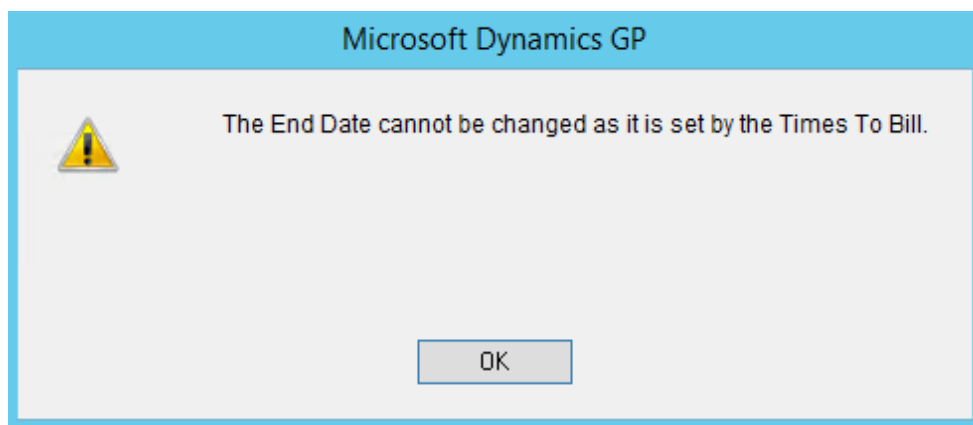 Microsoft Dynamics GP
The End Date cannot be changed as it is set by the Times To Bill.
OK